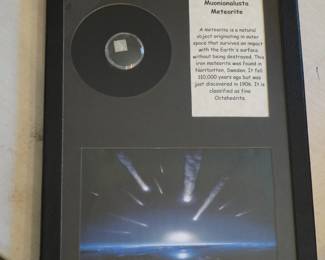 Muonionalusta
Meteorite
A meteorite is a natural
object originating in outer
space that survives an impact
with the Earth's surface
without being destroyed. This
iron meteorite was found in
Norrbotten, Sweden. It fell
110,000 years ago but was
just discovered in 1906. It is
classified as fine
Octahedrite.